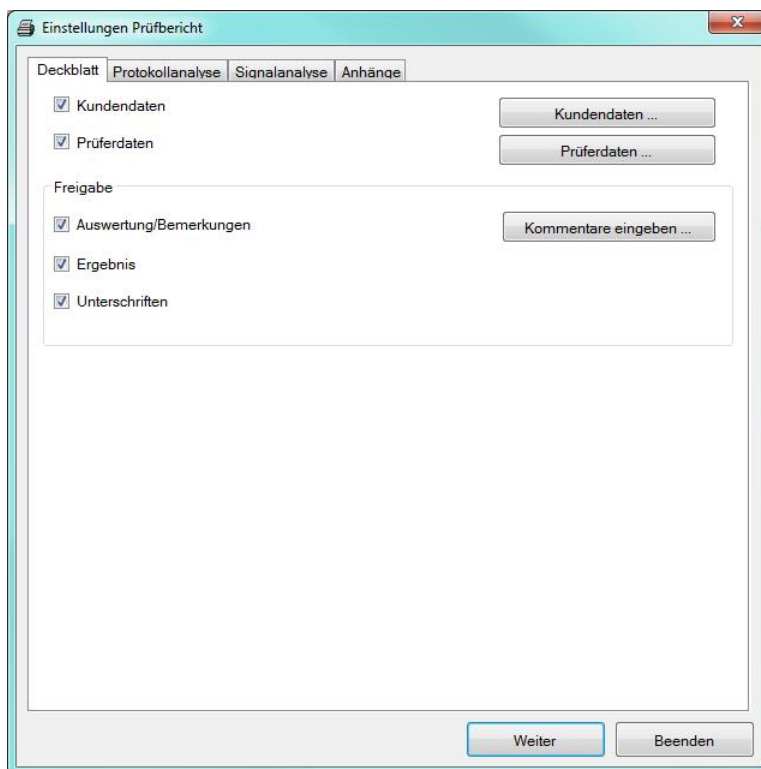 Einstellungen Prüfbericht
Deckblatt Protokollanalyse Signalanalyse Anhänge
Kundendaten Kundendaten ...
Prüferdaten Prüferdaten ...
Freigabe
Auswertung/Bemerkungen Kommentare eingeben ...
Ergebnis
Unterschriften
Weiter Beenden